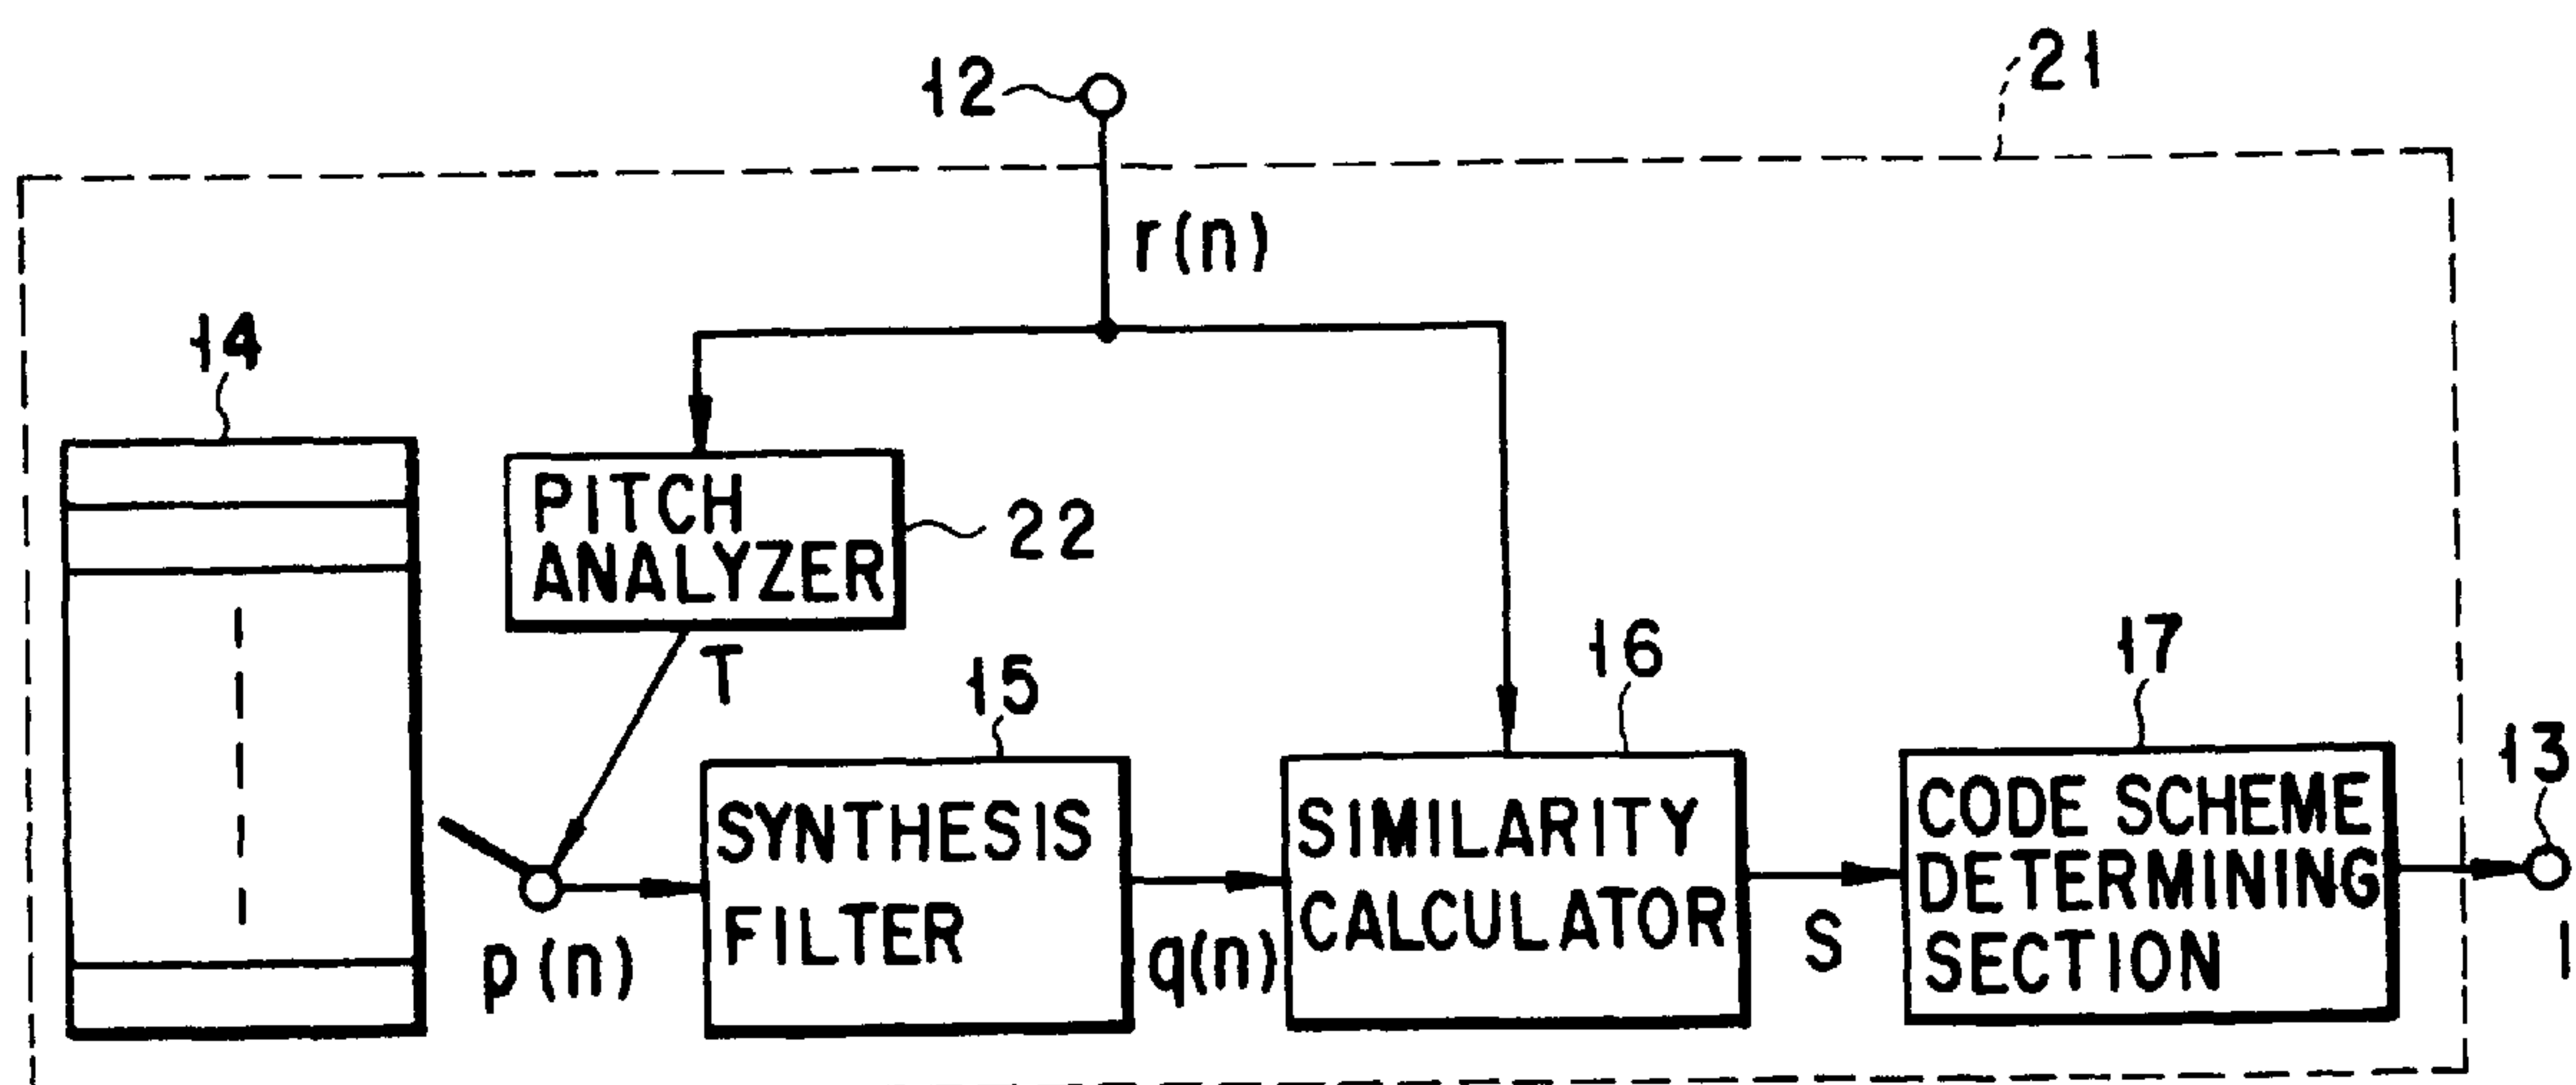 12
21
r(n)
14
PITCH
ANALYZER
22
T
15
16
17
13
SYNTHESIS
FILTER
SIMILARITY
CALCULATOR
CODE SCHEME
DETERMINING
SECTION
p(n)
q(n)
S
I